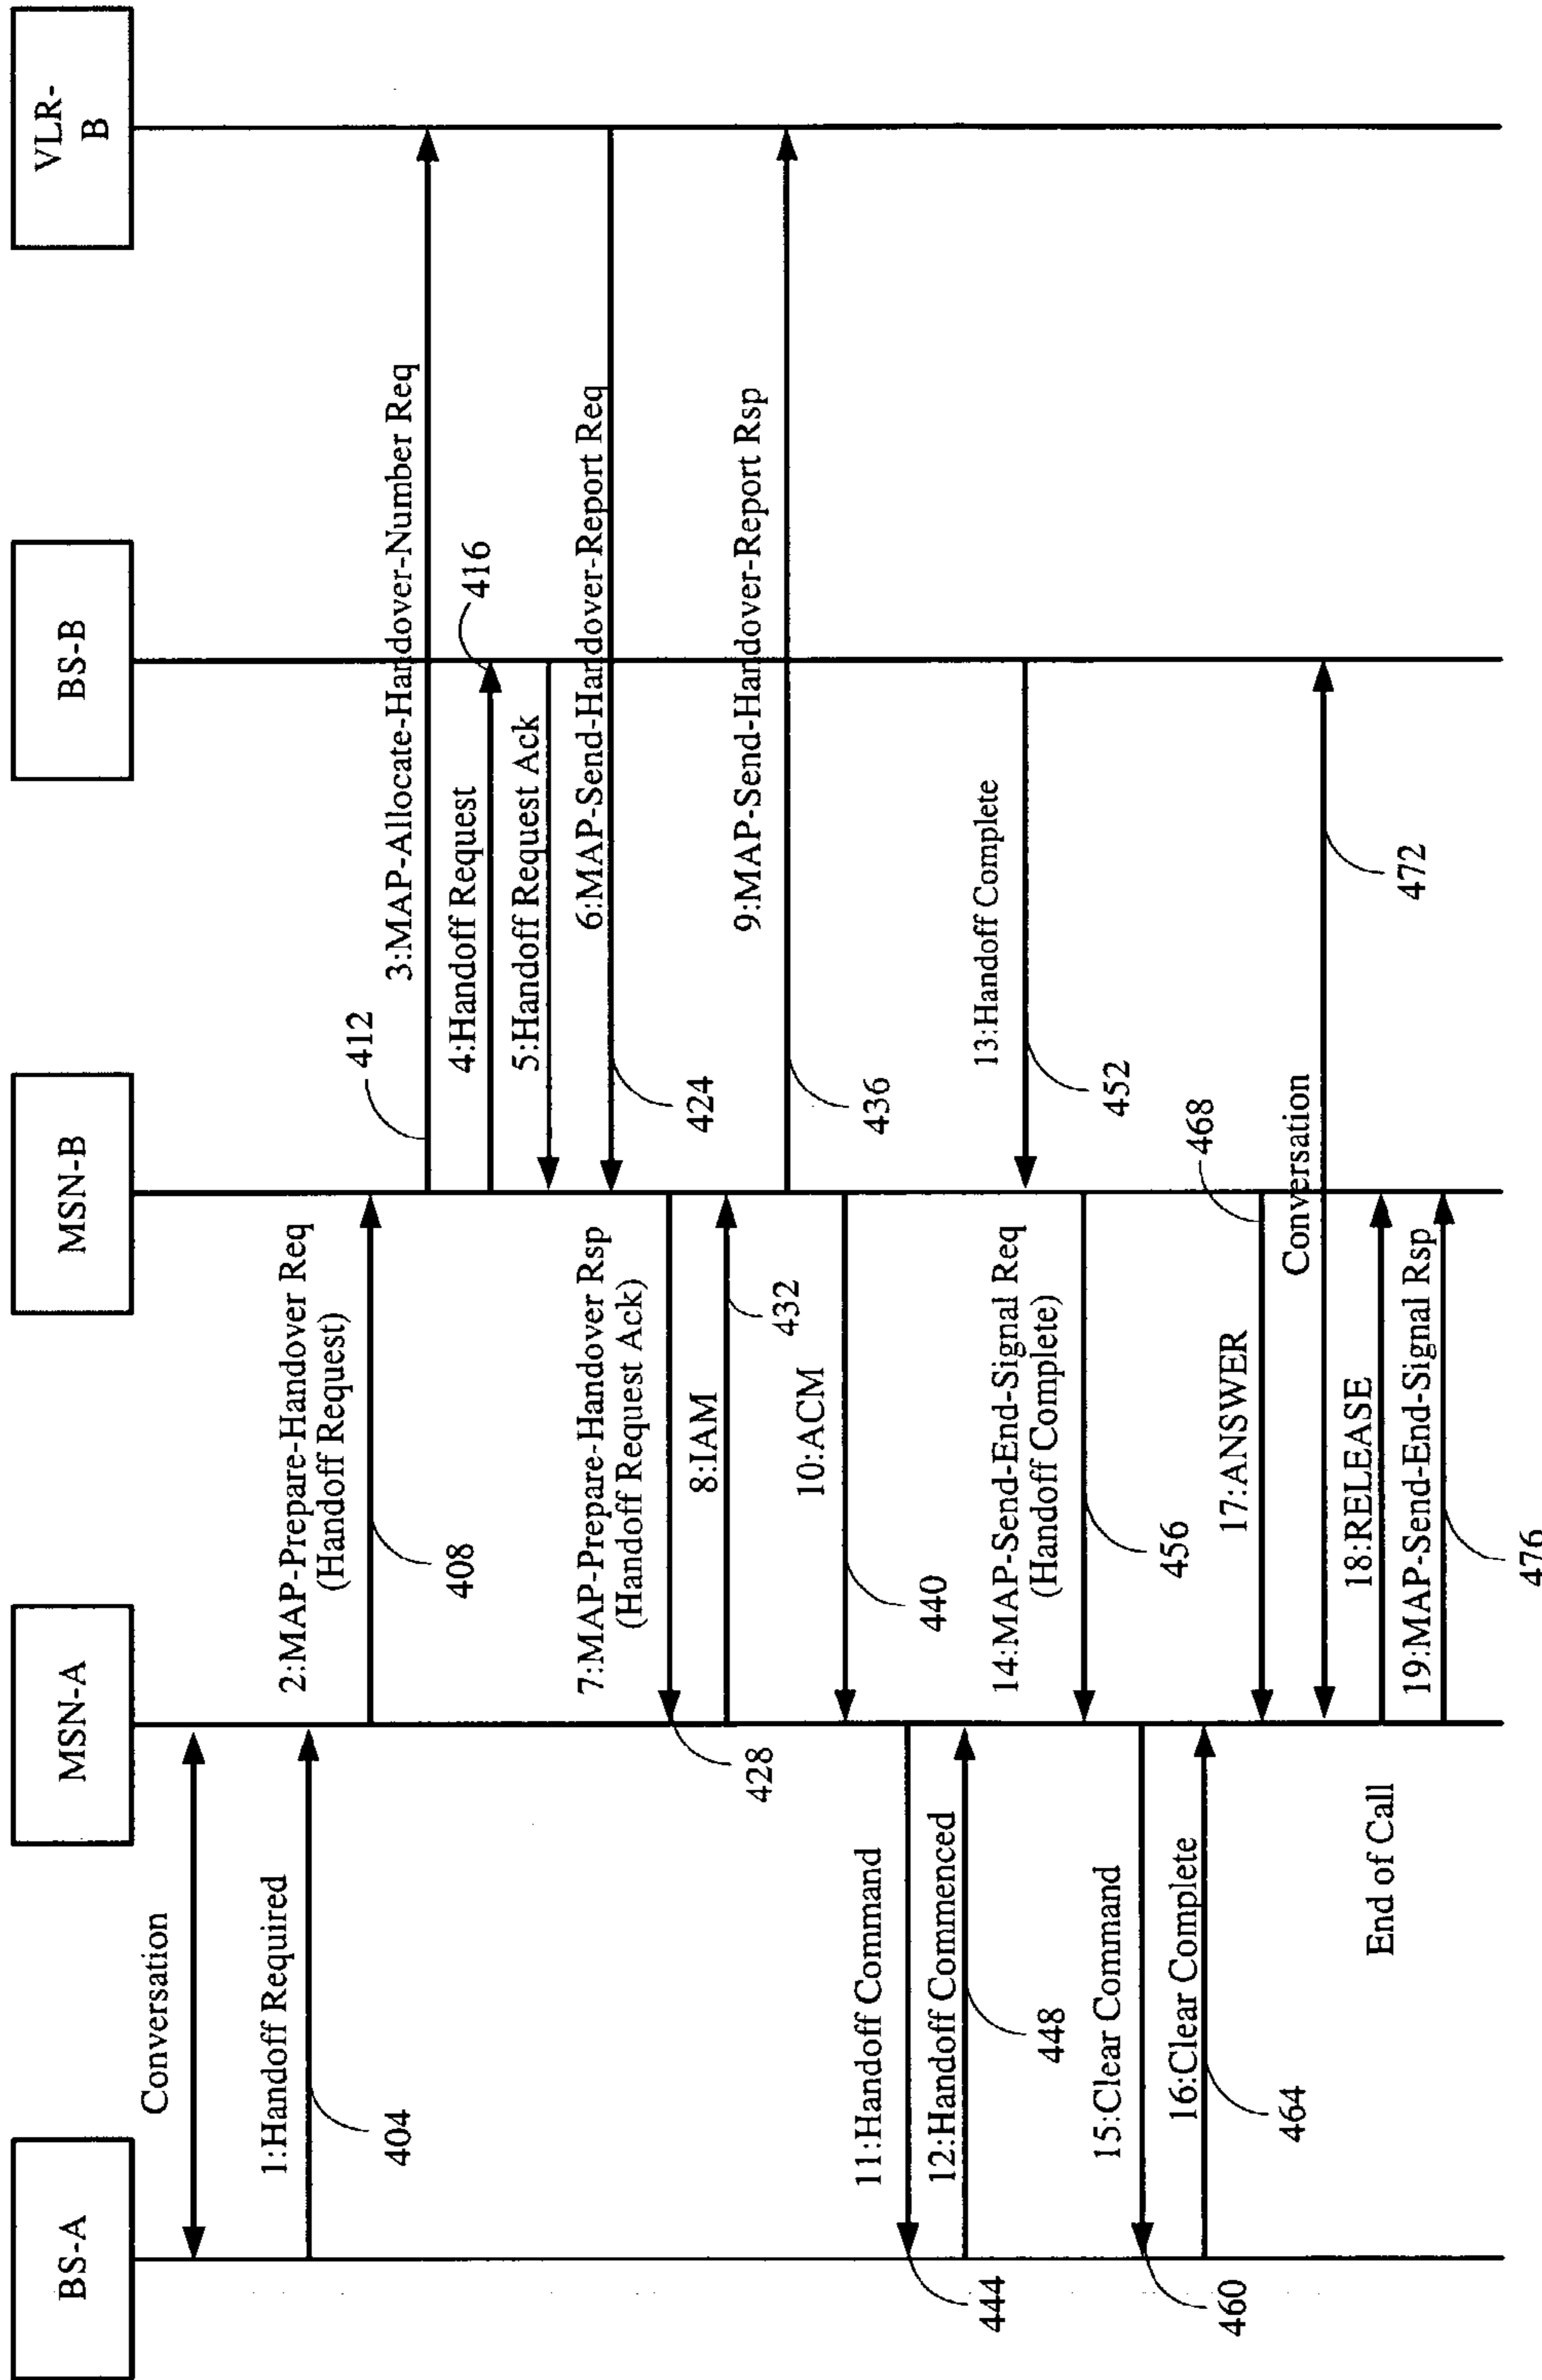 BS-A
MSN-A
MSN-B
BS-B
VLR-
B
Conversation
1:Handoff Required
404
2:MAP-Prepare-Handover Req
(Handoff Request)
408
412
3:MAP-Allocate-Handover-Number Req
4:Handoff Request
416
5:Handoff Request Ack
6:MAP-Send-Handover-Report Req
424
7:MAP-Prepare-Handover Rsp
(Handoff Request Ack)
428
8:IAM
432
9:MAP-Send-Handover-Report Rsp
436
10:ACM
440
11:Handoff Command
444
12:Handoff Commenced
448
13:Handoff Complete
452
14:MAP-Send-End-Signal Req
(Handoff Complete)
456
15:Clear Command
460
16:Clear Complete
464
17:ANSWER
468
Conversation
472
End of Call
18:RELEASE
19:MAP-Send-End-Signal Rsp
476